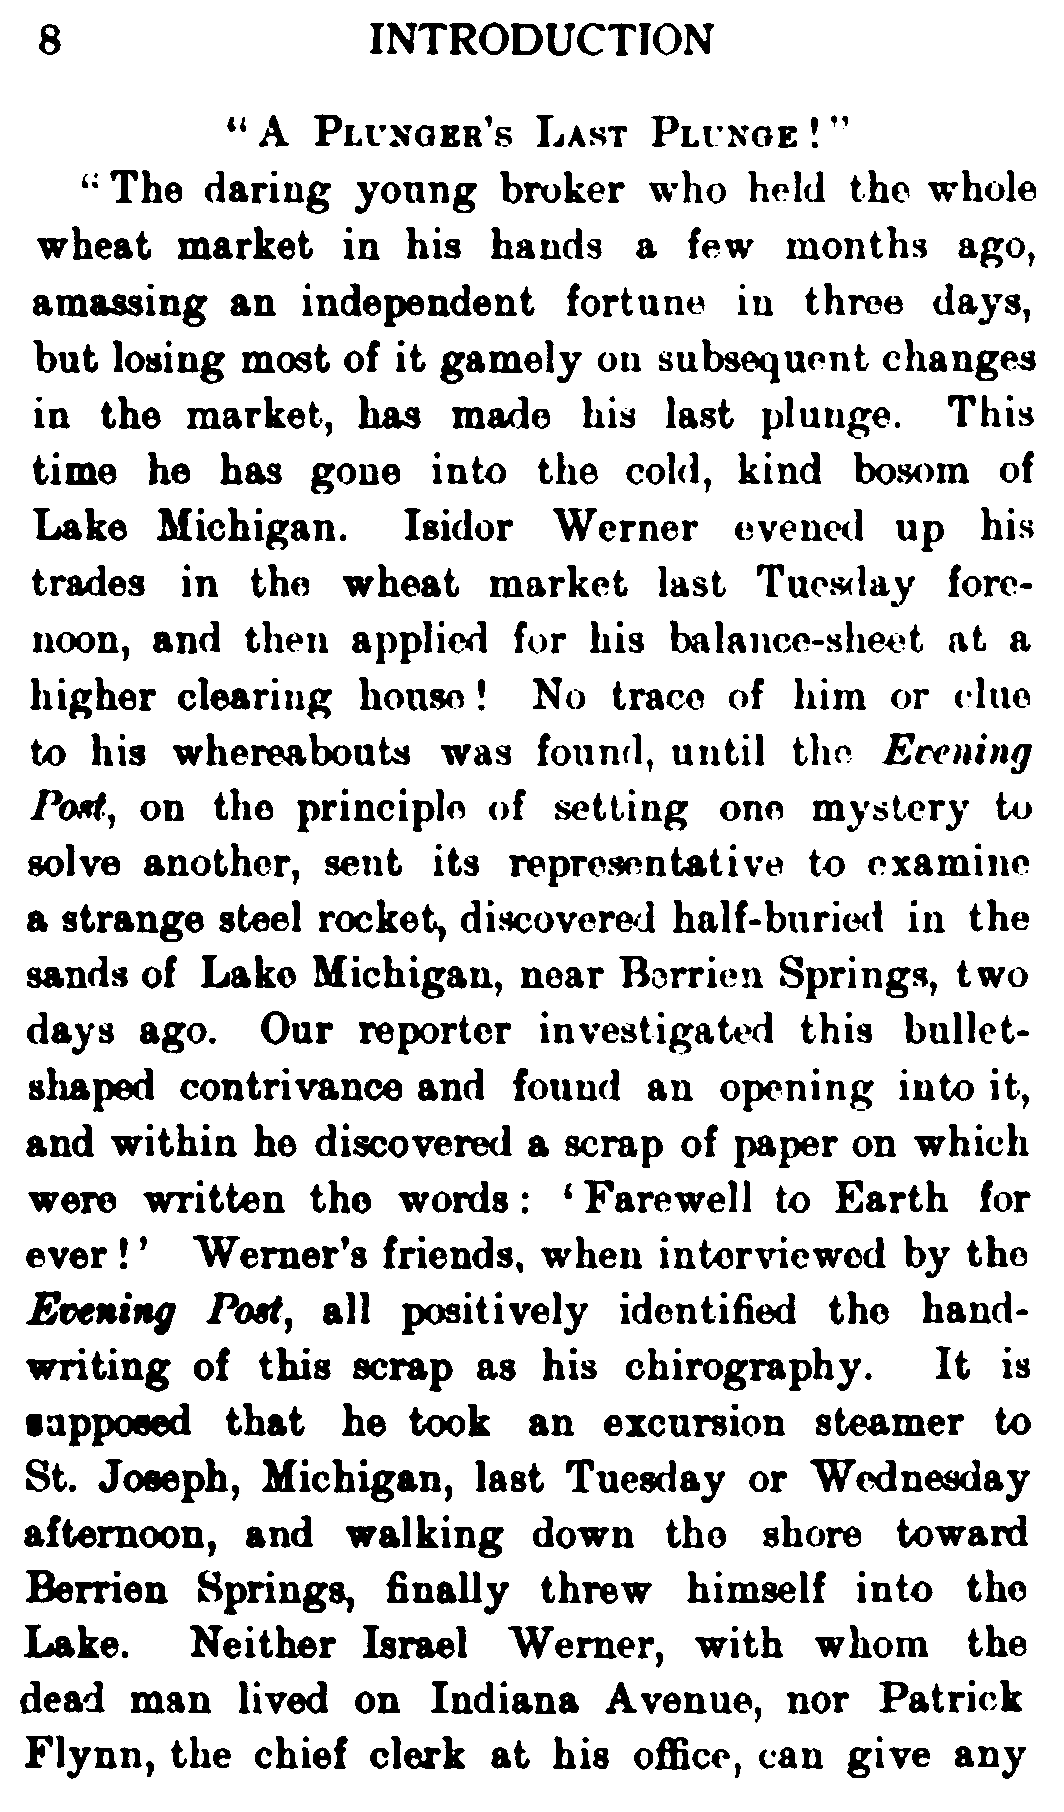 8 INTRODUCTION
“A Plunger’s Last Plunge!”
“The daring young broker who held the whole
wheat market in his hands a few months ago,
amassing an independent fortune in three days,
but losing most of it gamely on subsequent changes
in the market, has made his last plunge. This
time he has gone into the cold, kind bosom of
Lake Michigan. Isidor Werner evened up his
trades in the wheat market last Tuesday fore-
noon, and then applied for his balance-sheet at a
higher clearing house! No trace of him or clue
to his whereabouts was found, until the Evening
Post, on the principle of setting one mystery to
solve another, sent its representative to examine
a strange steel rocket, discovered half-buried in the
sands of Lake Michigan, near Berrien Springs, two
days ago. Our reporter investigated this bullet-
shaped contrivance and found an opening into it,
and within he discovered a scrap of paper on which
were written the words: ‘Farewell to Earth for
ever!’ Werner’s friends, when interviewed by the
Evening Post, all positively identified the hand-
writing of this scrap as his chirography. It is
supposed that he took an excursion steamer to
St. Joseph, Michigan, last Tuesday or Wednesday
afternoon, and walking down the shore toward
Berrien Springs, finally threw himself into the
Lake. Neither Israel Werner, with whom the
dead man lived on Indiana Avenue, nor Patrick
Flynn, the chief clerk at his office, can give any